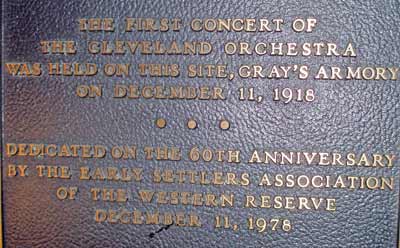 THE FIRST CONCERT OF
THE CLEVELAND ORCHESTRA
WAS HELD ON THIS SITE, GRAY'S ARMORY
ON DECEMBER 11, 1918
• • •
DEDICATED ON THE 60TH ANNIVERSARY
BY THE EARLY SETTLERS ASSOCIATION
OF THE WESTERN RESERVE
DECEMBER 11, 1978